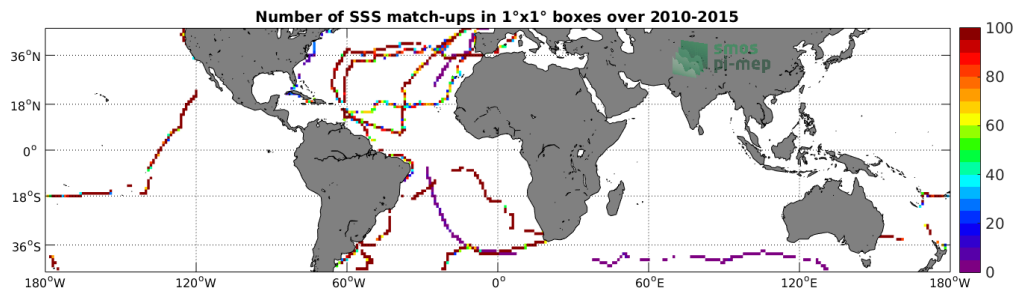 Number of SSS match-ups in 1°x1° boxes over 2010-2015
smos
pi-mep
36°N
18°N
0°
18°S
36°S
180°W 120°W 60°W 0°E 60°E 120°E 180°E
100
80
60
40
20
0